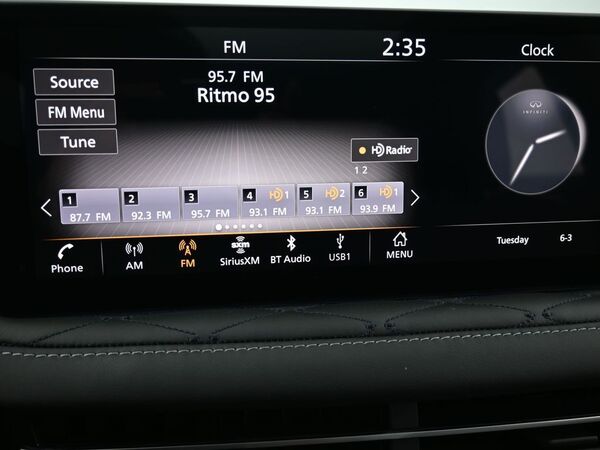 FM
2:35
Clock
Source
FM Menu
Tune
95.7 FM
Ritmo 95
HD Radio
1 2
INFINITI
1
87.7 FM
2
92.3 FM
3
95.7 FM
4 HD 1
93.1 FM
5 HD 2
93.1 FM
6 HD 1
93.9 FM
Phone
AM
FM
sxm
SiriusXM
BT Audio
USB1
MENU
Tuesday 6-3